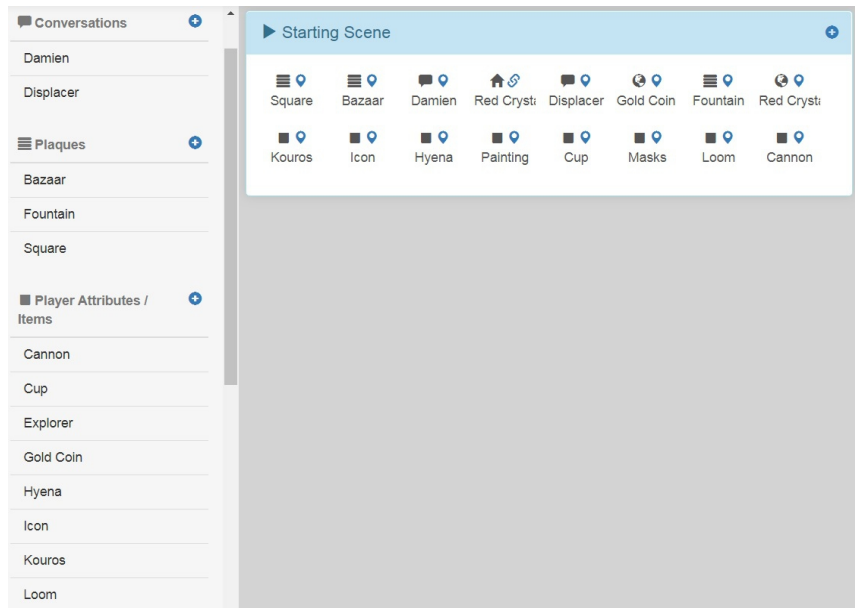 Conversations
Damien
Displacer
Plaques
Bazaar
Fountain
Square
Player Attributes /
Items
Cannon
Cup
Explorer
Gold Coin
Hyena
Icon
Kouros
Loom
Starting Scene
Square Bazaar Damien Red Crysta Displacer Gold Coin Fountain Red Crysta
Kouros Icon Hyena Painting Cup Masks Loom Cannon